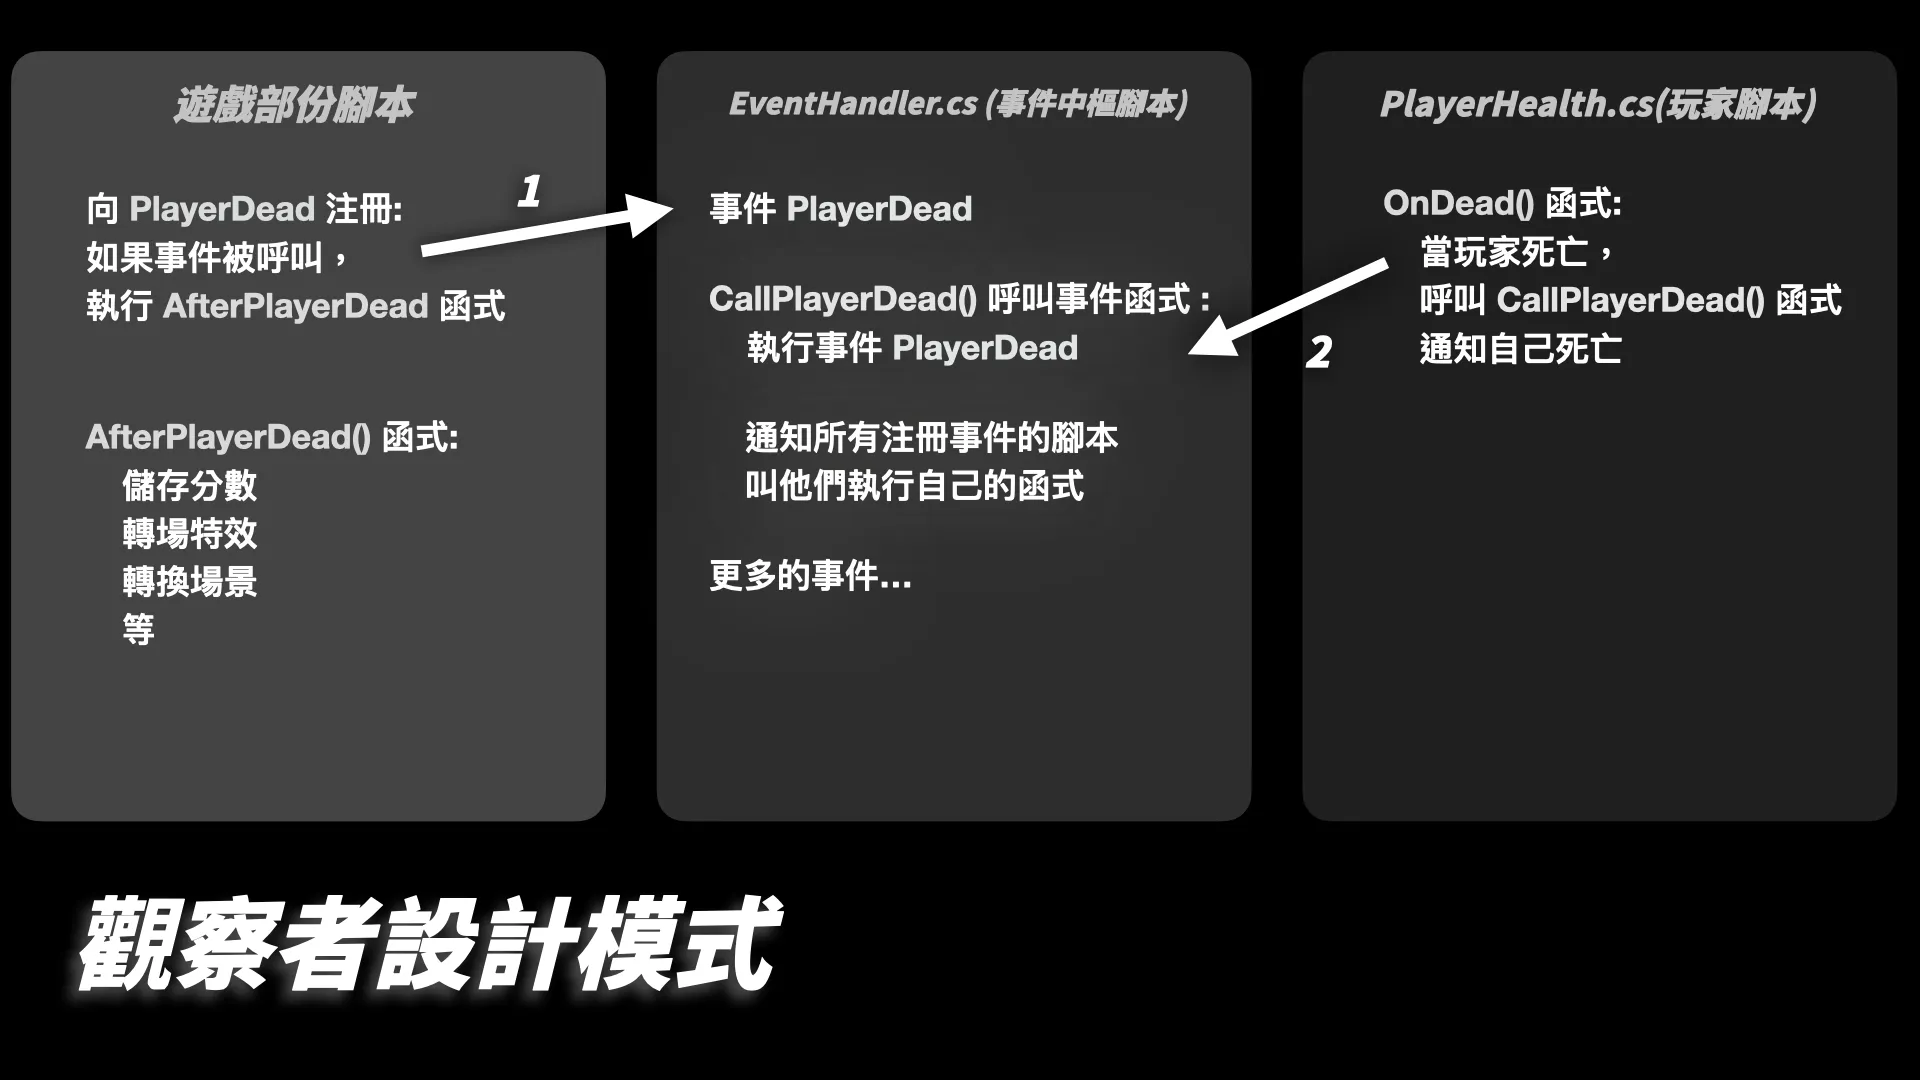 遊戲部份腳本
向 PlayerDead 注冊:
如果事件被呼叫，
執行 AfterPlayerDead 函式
AfterPlayerDead() 函式:
儲存分數
轉場特效
轉換場景
等
1
EventHandler.cs (事件中樞腳本)
事件 PlayerDead
CallPlayerDead() 呼叫事件函式 :
執行事件 PlayerDead
通知所有注冊事件的腳本
叫他們執行自己的函式
更多的事件...
2
PlayerHealth.cs(玩家腳本)
OnDead() 函式:
當玩家死亡，
呼叫 CallPlayerDead() 函式
通知自己死亡
觀察者設計模式